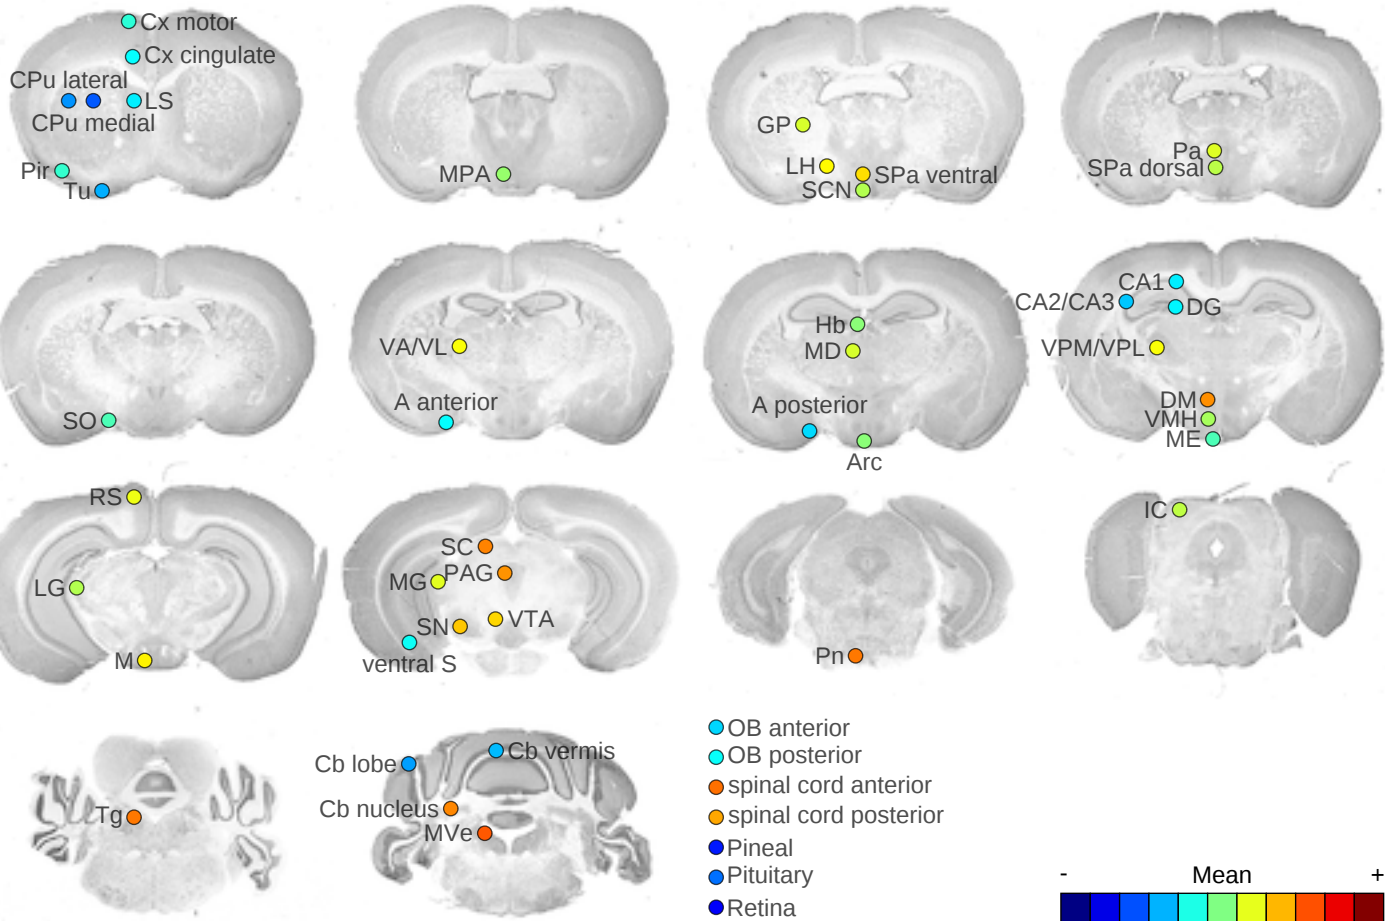 Cx motor
Cx cingulate
CPu lateral
LS
CPu medial
Pir
Tu
MPA
GP
LH
SPa ventral
SCN
Pa
SPa dorsal
SO
VA/VL
A anterior
Hb
MD
A posterior
Arc
CA1
CA2/CA3
DG
VPM/VPL
DM
VMH
ME
RS
LG
M
SC
PAG
MG
SN
VTA
ventral S
Pn
IC
Tg
Cb lobe
Cb vermis
Cb nucleus
MVe
OB anterior
OB posterior
spinal cord anterior
spinal cord posterior
Pineal
Pituitary
Retina
- Mean +